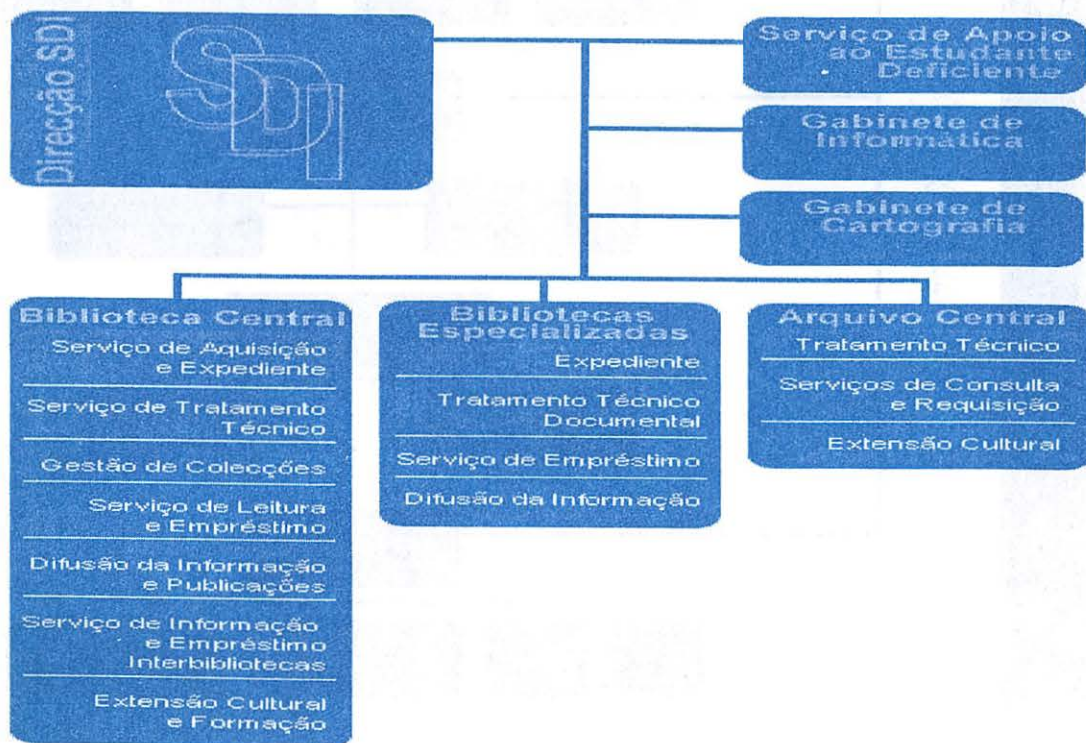 Direcção SDI
SDI
Serviço de Apoio
ao Estudante
Deficiente
Gabinete de
Informática
Gabinete de
Cartografia
Biblioteca Central
Serviço de Aquisição
e Expediente
Serviço de Tratamento
Técnico
Gestão de Colecções
Serviço de Leitura
e Empréstimo
Difusão da Informação
e Publicações
Serviço de Informação
e Empréstimo
Interbibliotecas
Extensão Cultural
e Formação
Bibliotecas
Especializadas
Expediente
Tratamento Técnico
Documental
Serviço de Empréstimo
Difusão da Informação
Arquivo Central
Tratamento Técnico
Serviços de Consulta
e Requisição
Extensão Cultural